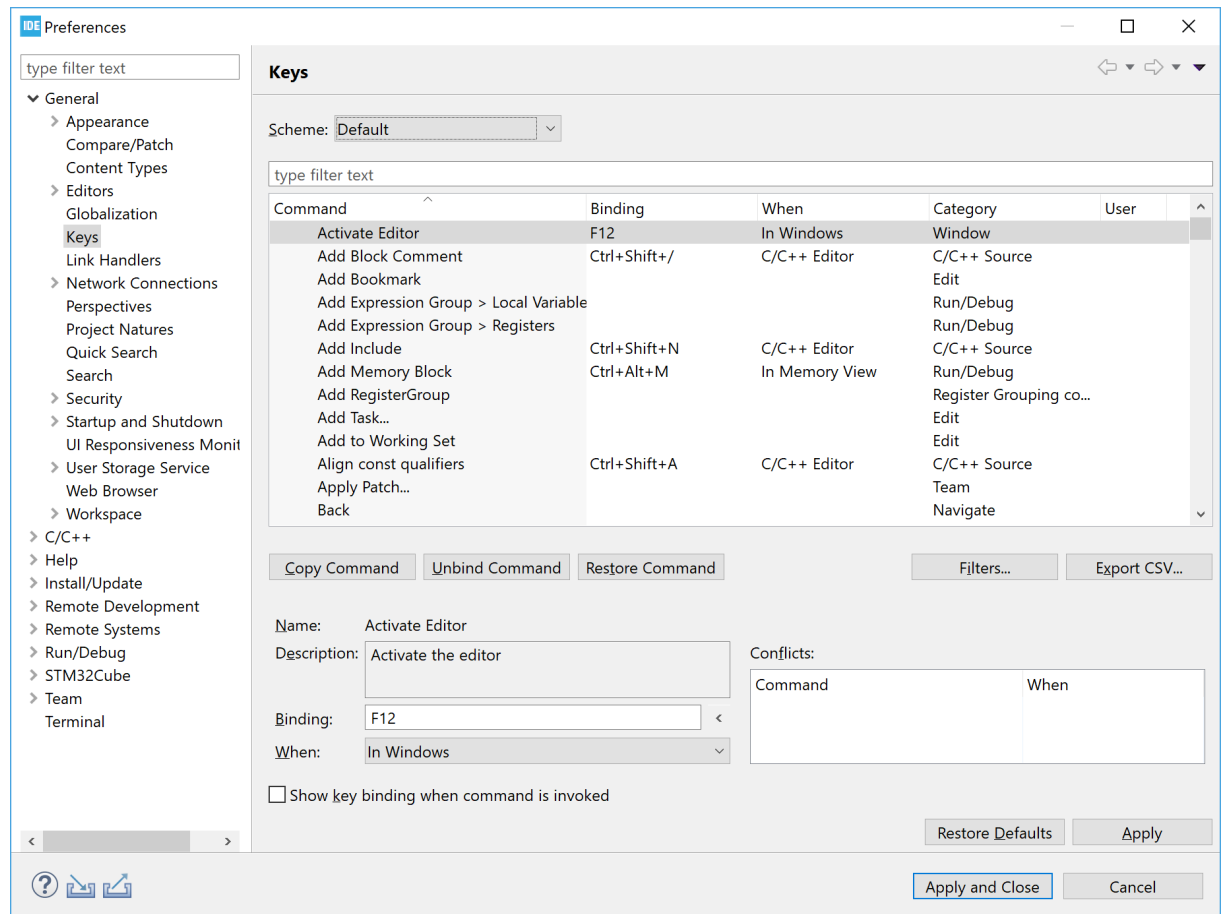 IDE Preferences
type filter text
General
Appearance
Compare/Patch
Content Types
Editors
Globalization
Keys
Link Handlers
Network Connections
Perspectives
Project Natures
Quick Search
Search
Security
Startup and Shutdown
UI Responsiveness Monit
User Storage Service
Web Browser
Workspace
C/C++
Help
Install/Update
Remote Development
Remote Systems
Run/Debug
STM32Cube
Team
Terminal
Keys
Scheme: Default
type filter text
Command Binding When Category User
Activate Editor F12 In Windows Window
Add Block Comment Ctrl+Shift+/ C/C++ Editor C/C++ Source
Add Bookmark Edit
Add Expression Group > Local Variable Run/Debug
Add Expression Group > Registers Run/Debug
Add Include Ctrl+Shift+N C/C++ Editor C/C++ Source
Add Memory Block Ctrl+Alt+M In Memory View Run/Debug
Add RegisterGroup Register Grouping co...
Add Task... Edit
Add to Working Set Edit
Align const qualifiers Ctrl+Shift+A C/C++ Editor C/C++ Source
Apply Patch... Team
Back Navigate
Copy Command Unbind Command Restore Command Filters... Export CSV...
Name: Activate Editor
Description: Activate the editor
Binding: F12 <
When: In Windows
Conflicts:
Command When
Show key binding when command is invoked
Restore Defaults Apply
? Apply and Close Cancel